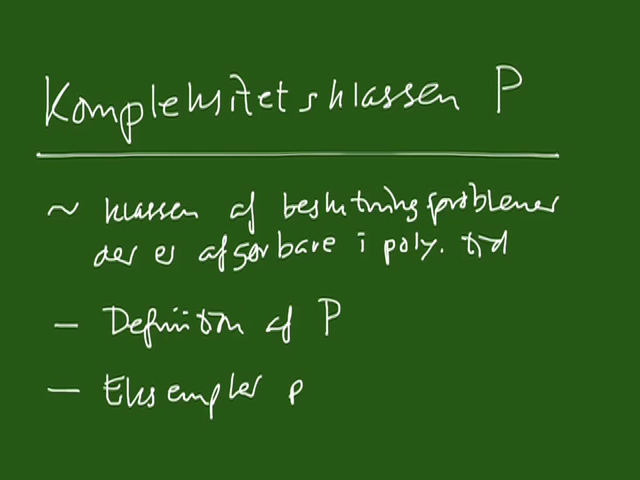 Kompleksitetsklassen P
~ klassen af beslutningsproblemer
der er afgørbare i poly. tid
- Definition af P
- Eksempler p